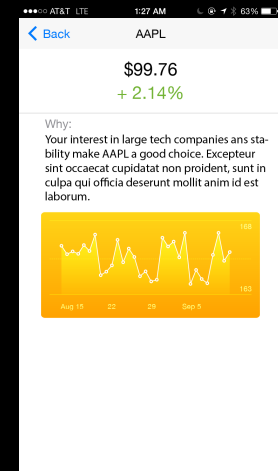 AT&T LTE 1:27 AM 63%
Back AAPL
$99.76
+ 2.14%
Why:
Your interest in large tech companies ans sta-
bility make AAPL a good choice. Excepteur
sint occaecat cupidatat non proident, sunt in
culpa qui officia deserunt mollit anim id est
laborum.
168
163
Aug 15 22 29 Sep 5